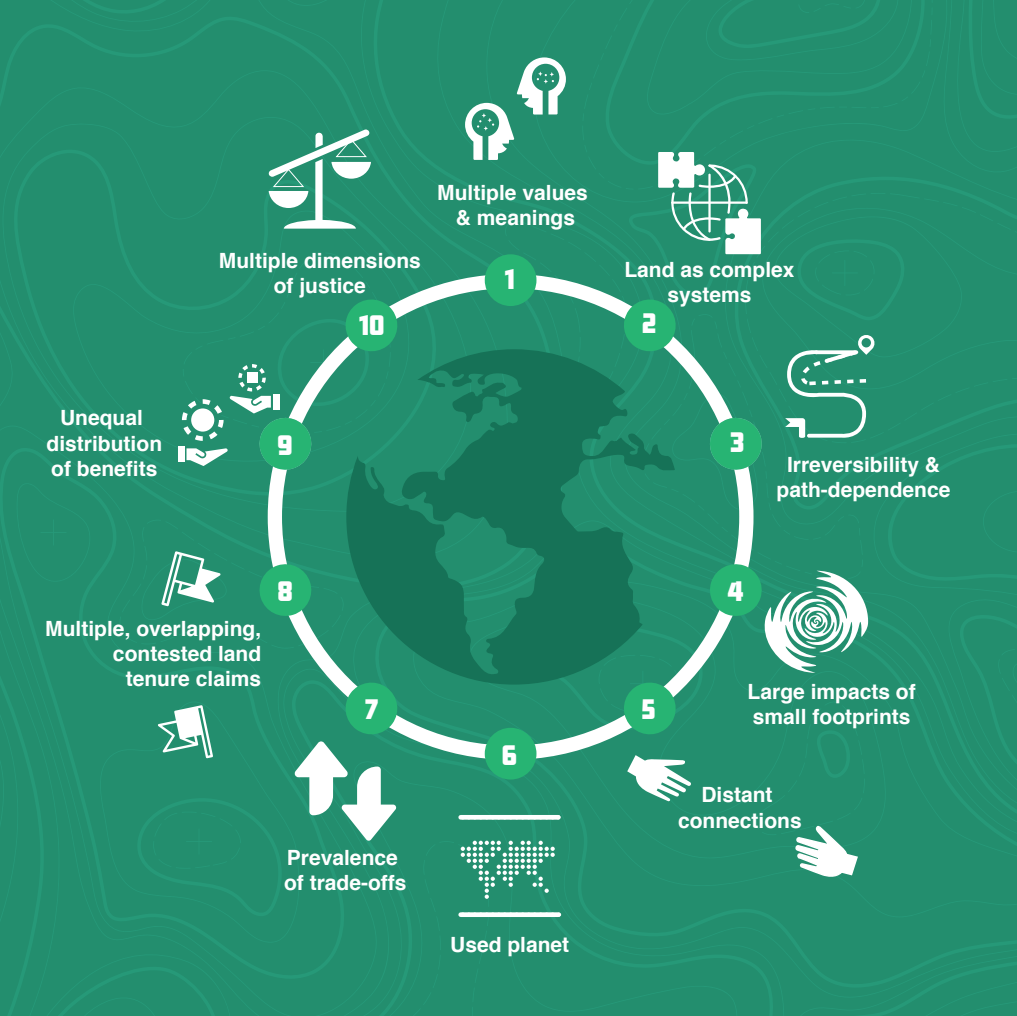 1
Multiple values
& meanings
2
Land as complex
systems
3
Irreversibility &
path-dependence
4
Large impacts of
small footprints
5
Distant
connections
6
Used planet
7
Prevalence
of trade-offs
8
Multiple, overlapping,
contested land
tenure claims
9
Unequal
distribution
of benefits
10
Multiple dimensions
of justice